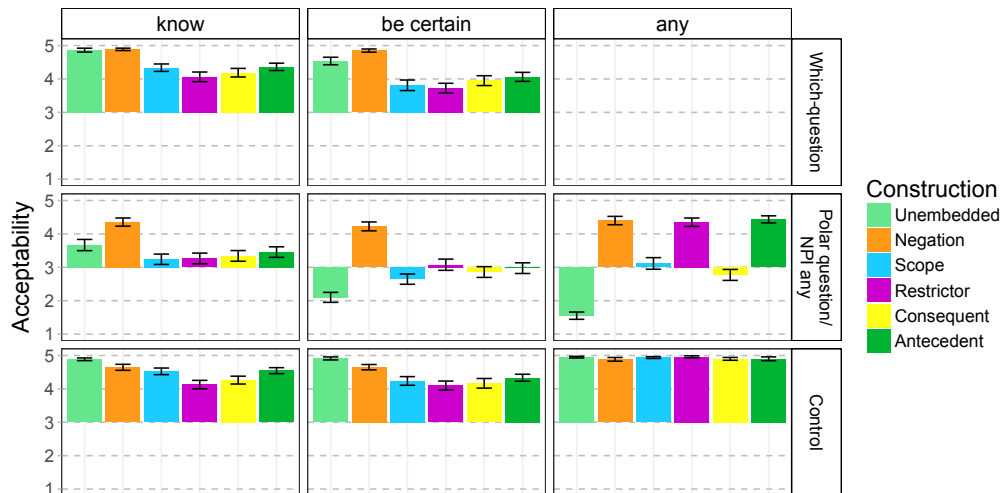 know
be certain
any
Acceptability
5
4
3
2
1
Which-question
5
4
3
2
1
Polar question/
NPI any
5
4
3
2
1
Control
Construction
Unembedded
Negation
Scope
Restrictor
Consequent
Antecedent